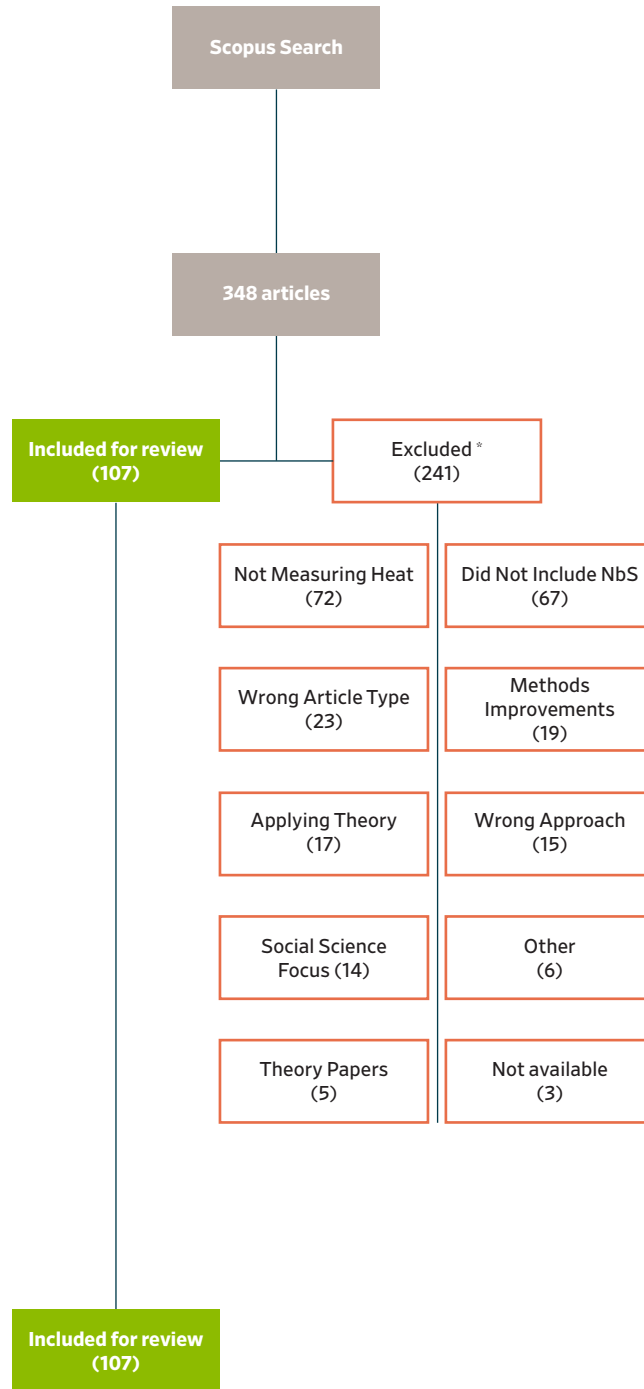 Scopus Search
348 articles
Included for review
(107)
Excluded *
(241)
Not Measuring Heat
(72)
Did Not Include NbS
(67)
Wrong Article Type
(23)
Methods
Improvements
(19)
Applying Theory
(17)
Wrong Approach
(15)
Social Science
Focus (14)
Other
(6)
Theory Papers
(5)
Not available
(3)
Included for review
(107)